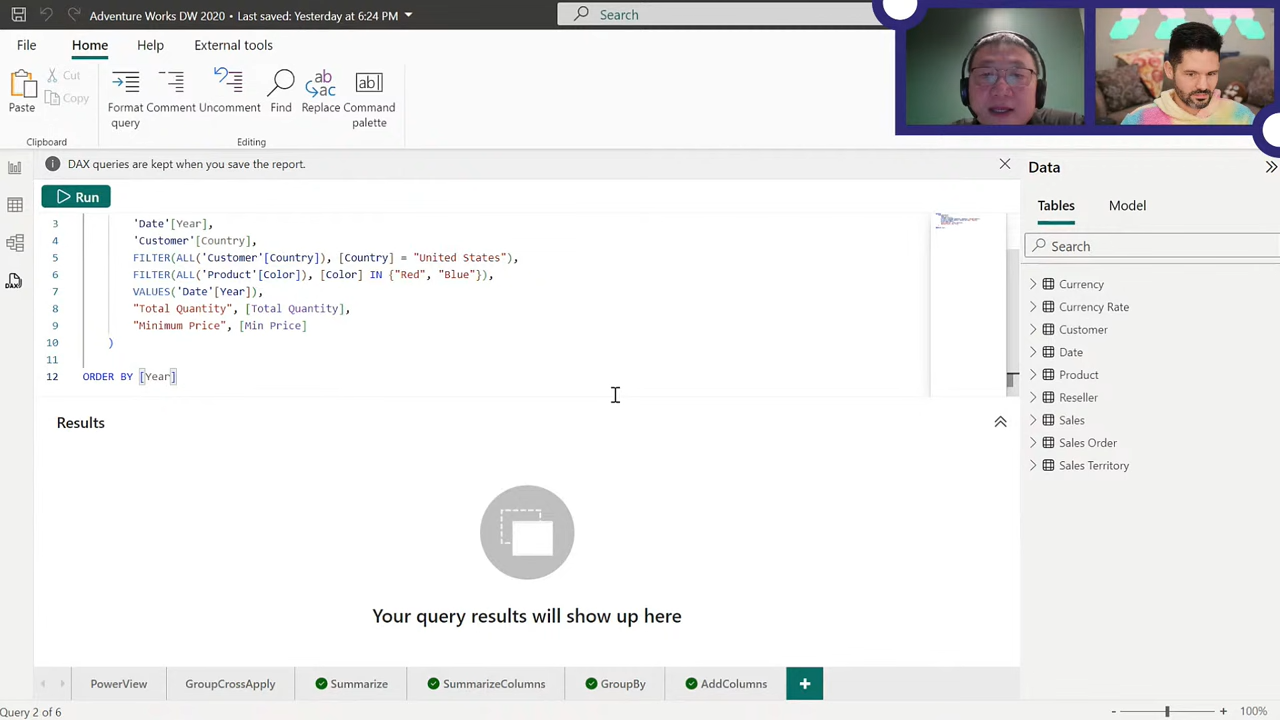 Adventure Works DW 2020 • Last saved: Yesterday at 6:24 PM
Search
File Home Help External tools
Paste
Cut
Copy
Format query
Comment
Uncomment
Find
Replace
Command palette
Clipboard
Editing
DAX queries are kept when you save the report.
Run
3 'Date'[Year],
4 'Customer'[Country],
5 FILTER(ALL('Customer'[Country]), [Country] = "United States"),
6 FILTER(ALL('Product'[Color]), [Color] IN {"Red", "Blue"}),
7 VALUES('Date'[Year]),
8 "Total Quantity", [Total Quantity],
9 "Minimum Price", [Min Price]
10 )
11
12 ORDER BY [Year]
Results
Your query results will show up here
PowerView GroupCrossApply Summarize SummarizeColumns GroupBy AddColumns +
Query 2 of 6
Data
Tables Model
Search
Currency
Currency Rate
Customer
Date
Product
Reseller
Sales
Sales Order
Sales Territory
- + 100%